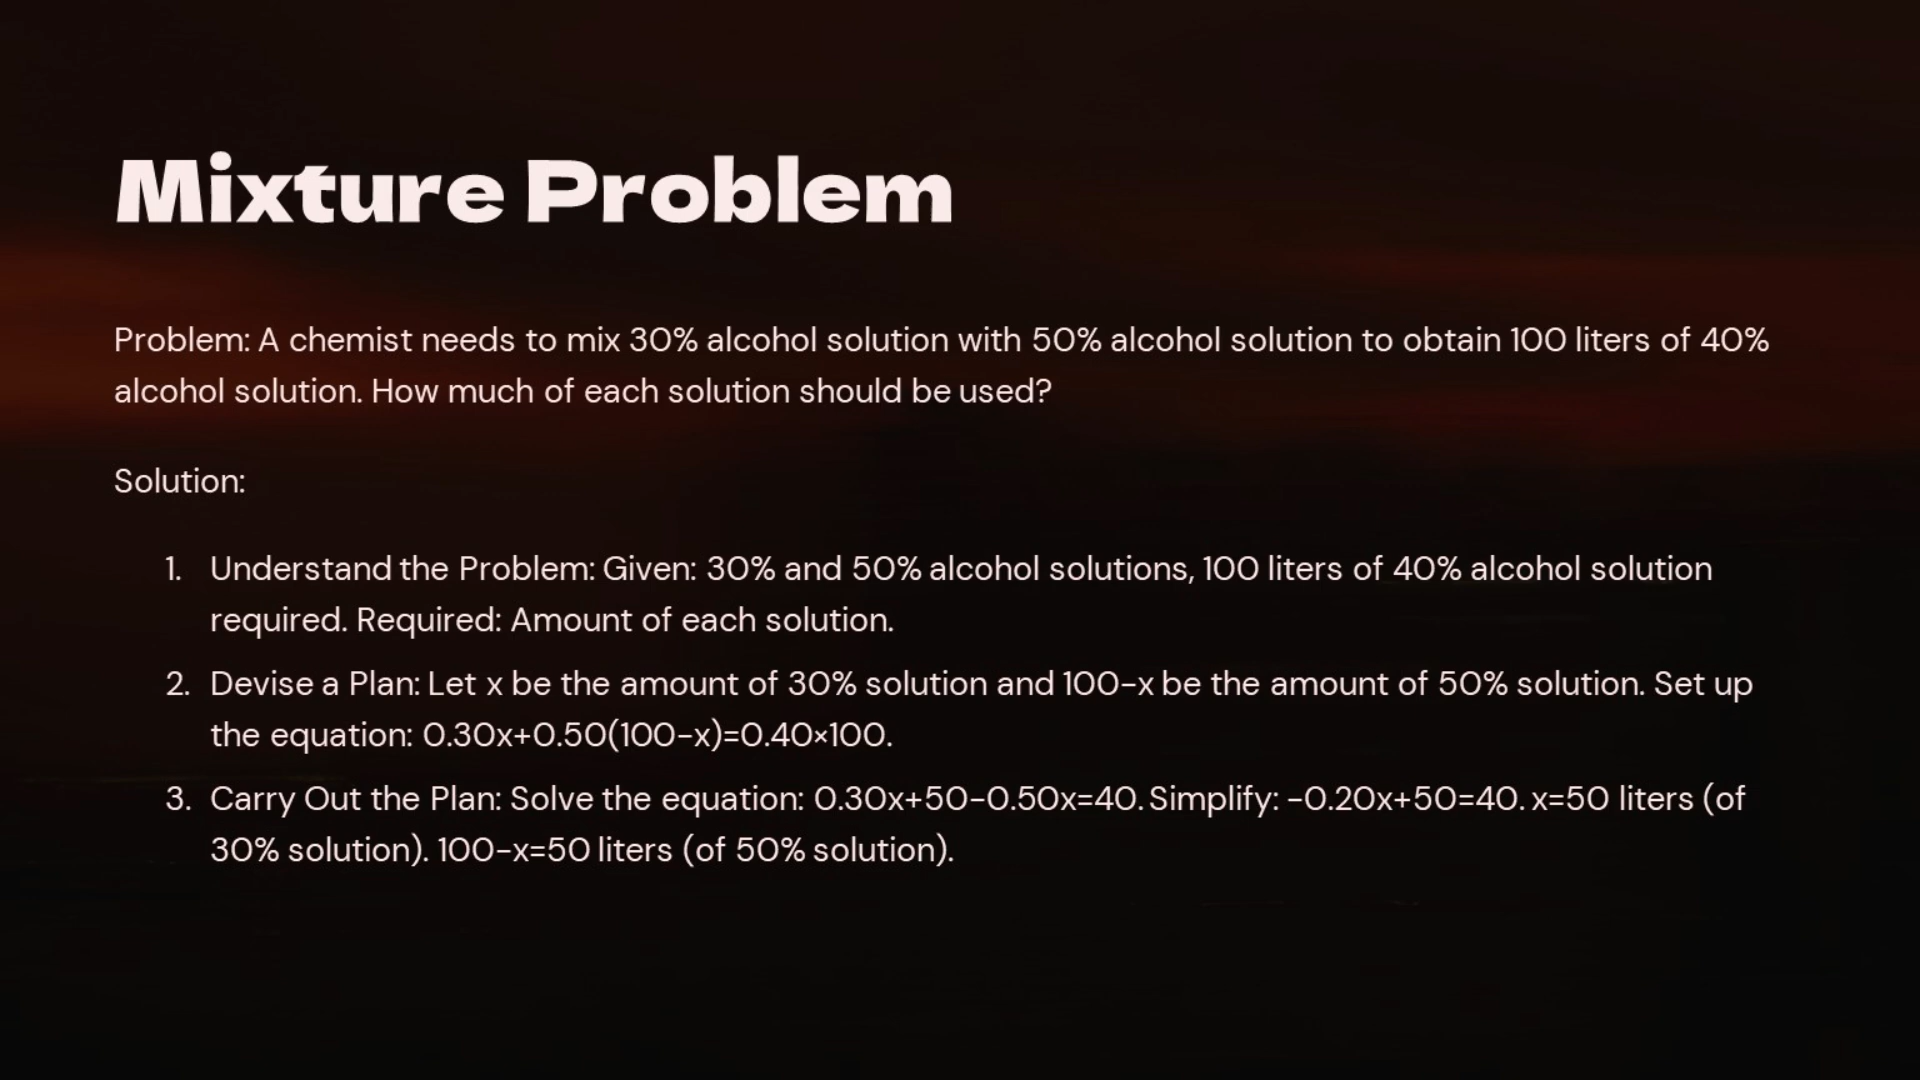 Mixture Problem
Problem: A chemist needs to mix 30% alcohol solution with 50% alcohol solution to obtain 100 liters of 40%
alcohol solution. How much of each solution should be used?
Solution:
1. Understand the Problem: Given: 30% and 50% alcohol solutions, 100 liters of 40% alcohol solution
required. Required: Amount of each solution.
2. Devise a Plan: Let x be the amount of 30% solution and 100−x be the amount of 50% solution. Set up
the equation: 0.30x+0.50(100−x)=0.40×100.
3. Carry Out the Plan: Solve the equation: 0.30x+50−0.50x=40. Simplify: −0.20x+50=40. x=50 liters (of
30% solution). 100−x=50 liters (of 50% solution).